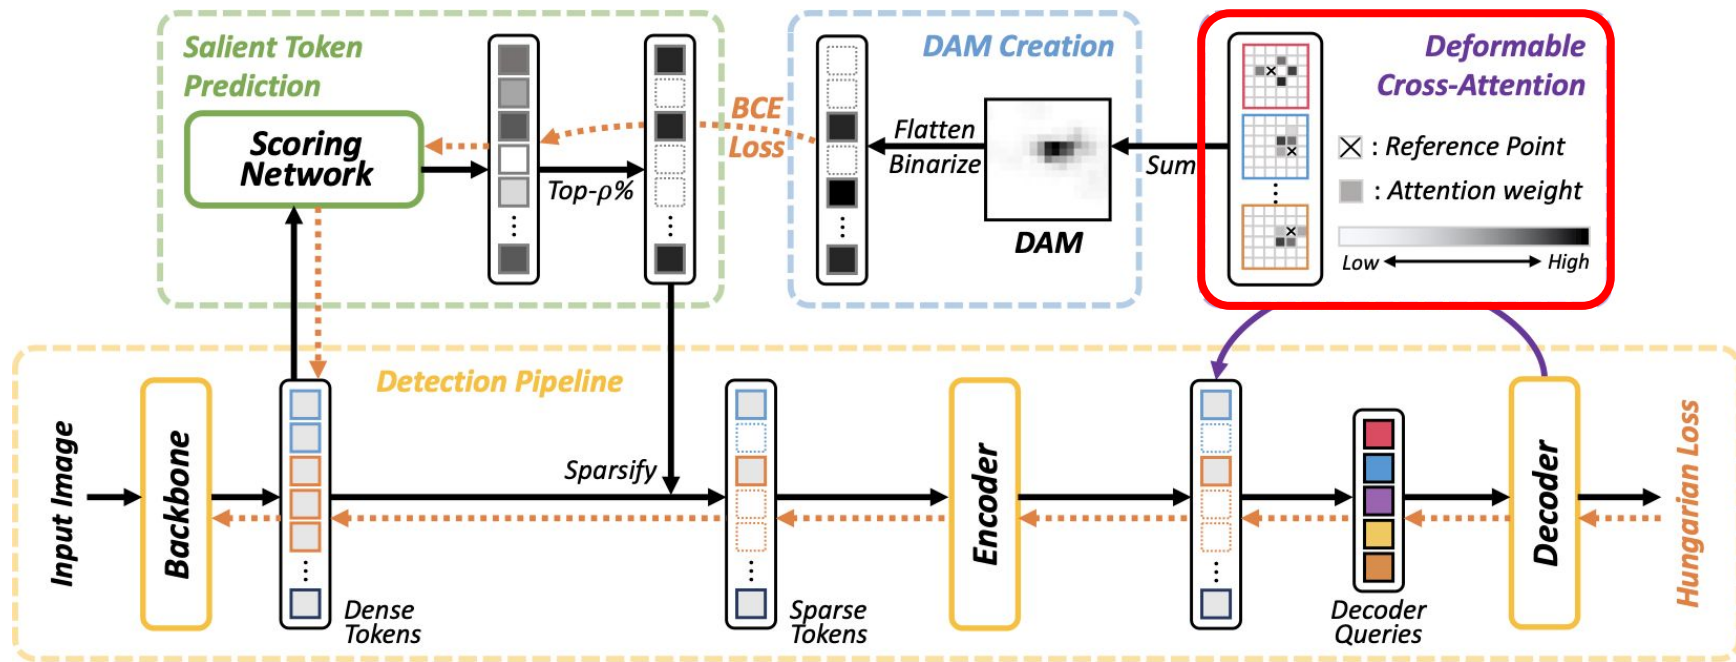 Salient Token
Prediction
Scoring
Network
Top-ρ%
BCE
Loss
DAM Creation
Flatten
Binarize
DAM
Sum
Deformable
Cross-Attention
: Reference Point
: Attention weight
Low
High
Detection Pipeline
Input Image
Backbone
Dense
Tokens
Sparsify
Sparse
Tokens
Encoder
Decoder
Queries
Decoder
Hungarian Loss